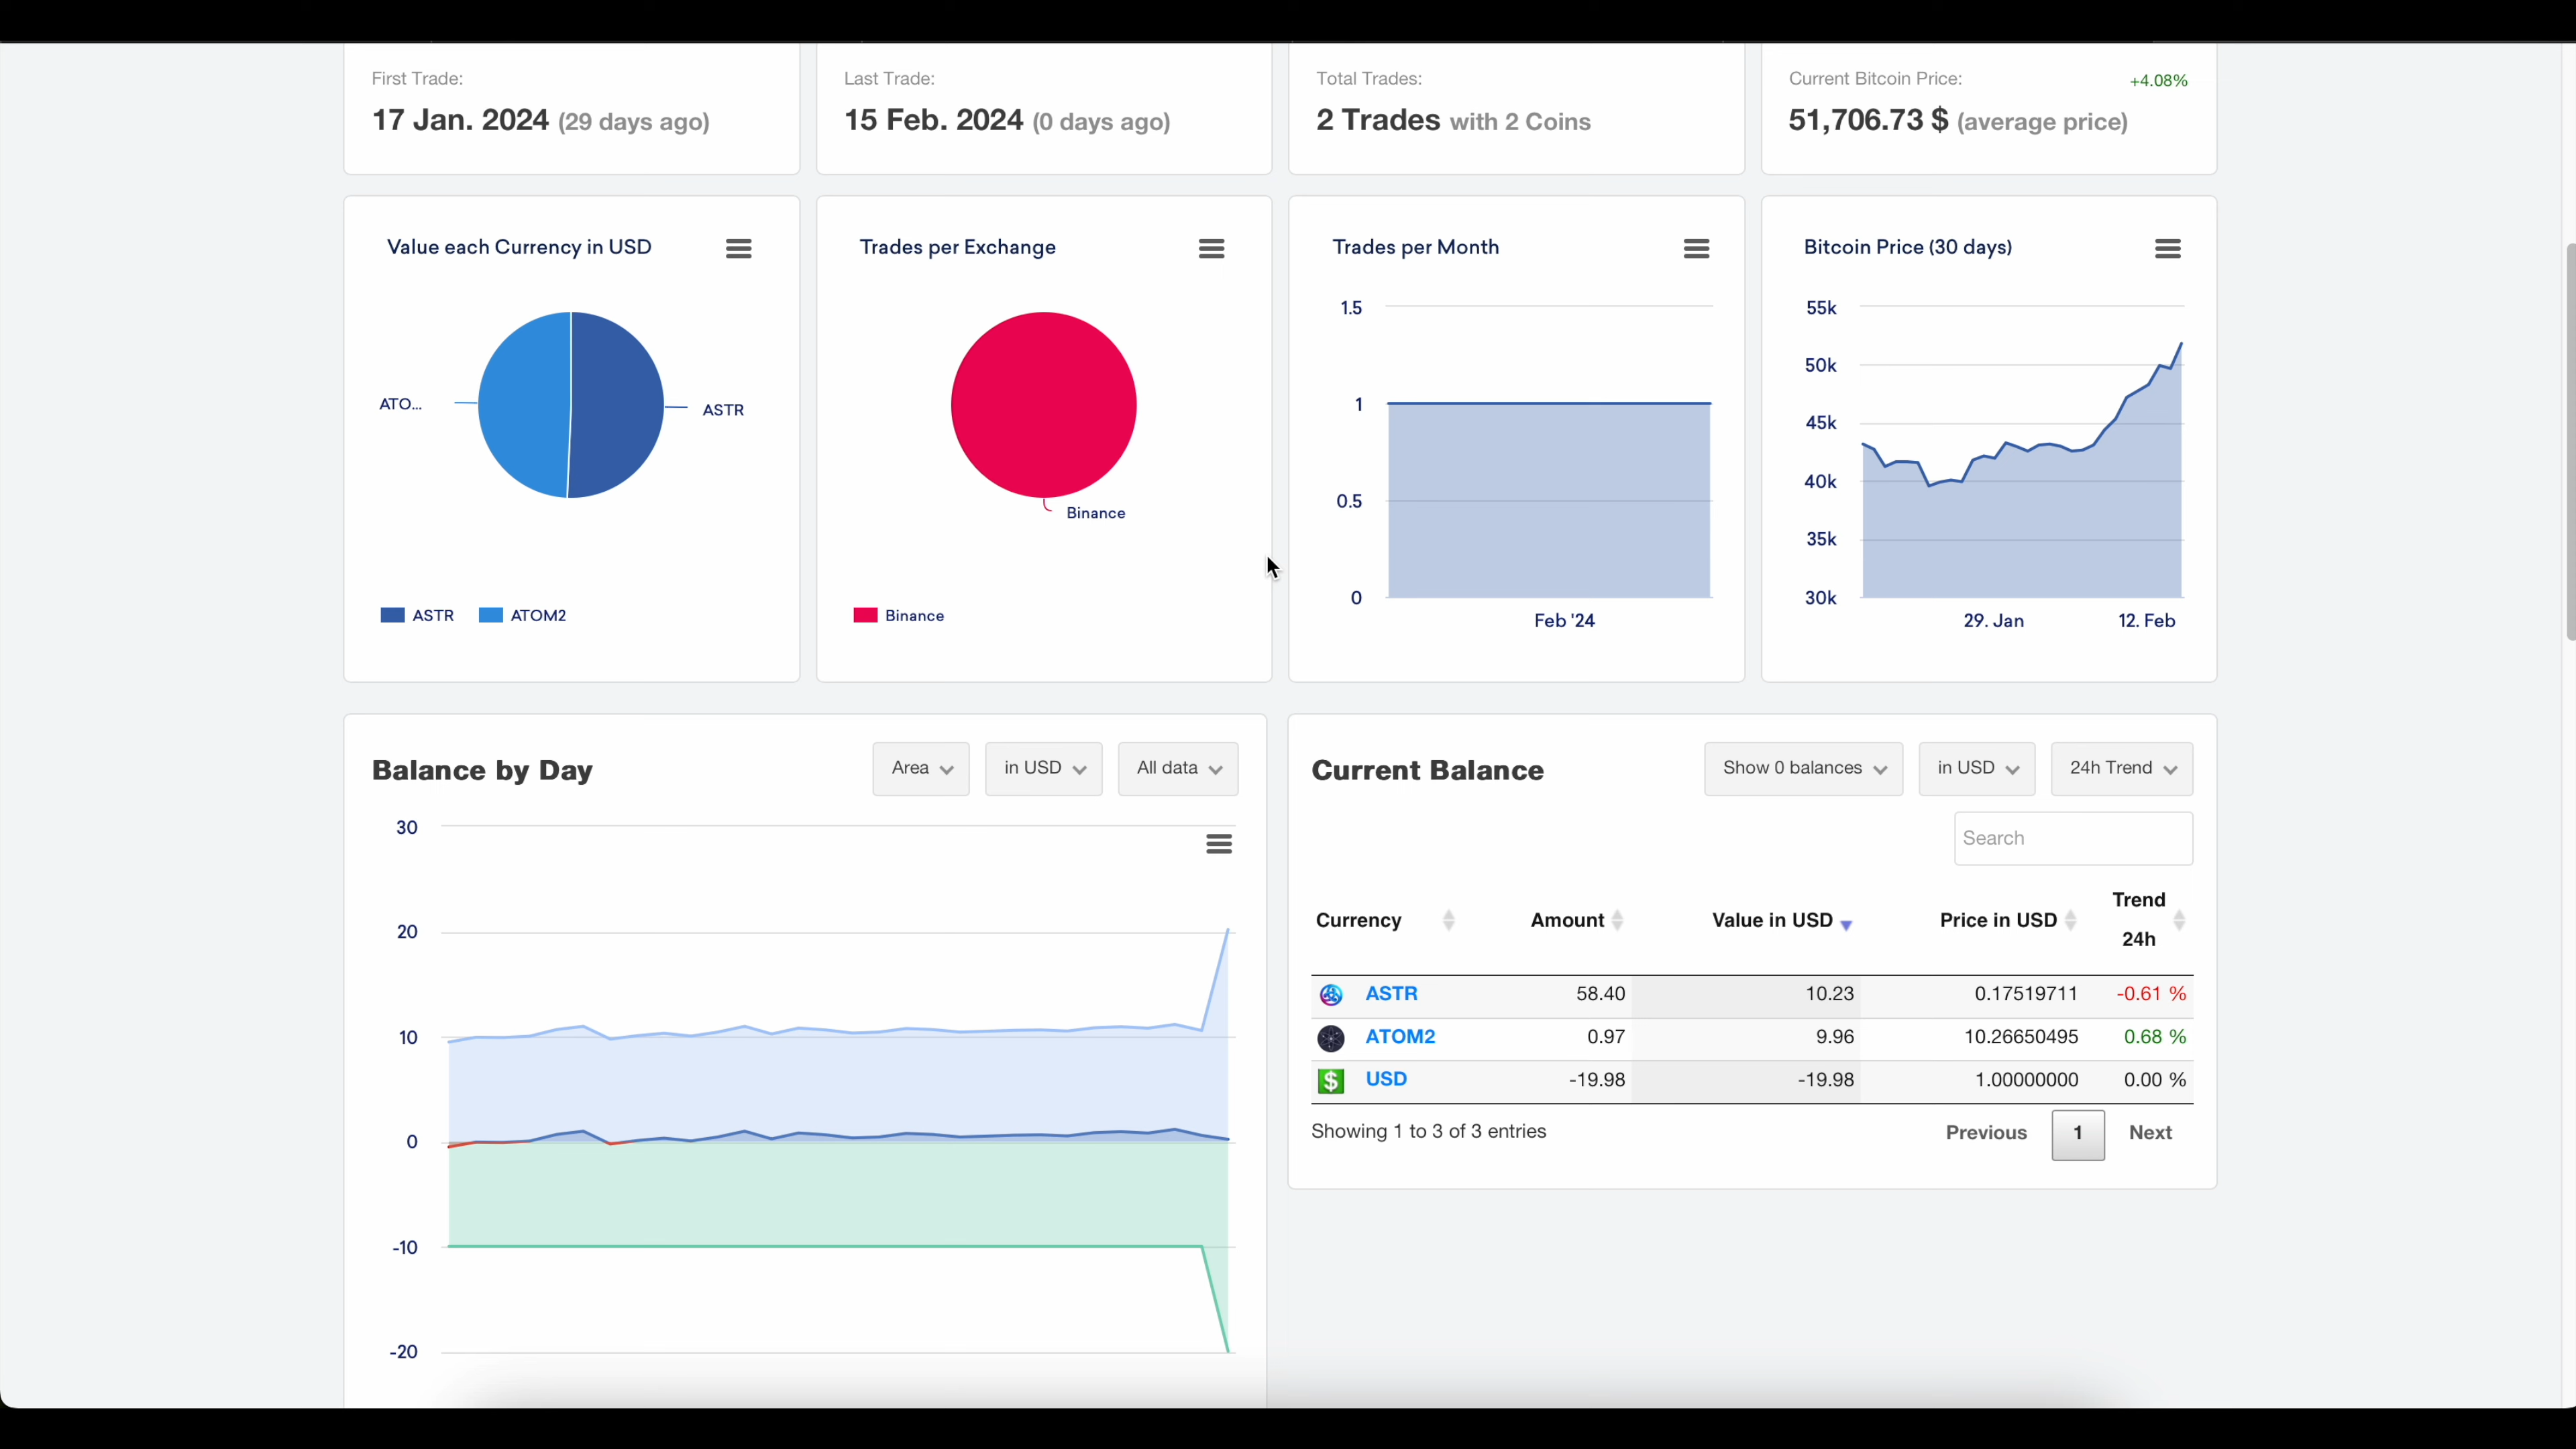 First Trade:
17 Jan. 2024 (29 days ago)
Last Trade:
15 Feb. 2024 (0 days ago)
Total Trades:
2 Trades with 2 Coins
Current Bitcoin Price:
+4.08%
51,706.73 $ (average price)
Value each Currency in USD
ATO...
ASTR
ASTR
ATOM2
Trades per Exchange
Binance
Binance
Trades per Month
1.5
1
0.5
0
Feb '24
Bitcoin Price (30 days)
55k
50k
45k
40k
35k
30k
29. Jan
12. Feb
Balance by Day
Area
in USD
All data
30
20
10
0
-10
-20
Current Balance
Show 0 balances
in USD
24h Trend
Search
Currency
Amount
Value in USD
Price in USD
Trend
24h
ASTR 58.40 10.23 0.17519711 -0.61 %
ATOM2 0.97 9.96 10.26650495 0.68 %
USD -19.98 -19.98 1.00000000 0.00 %
Showing 1 to 3 of 3 entries
Previous
1
Next